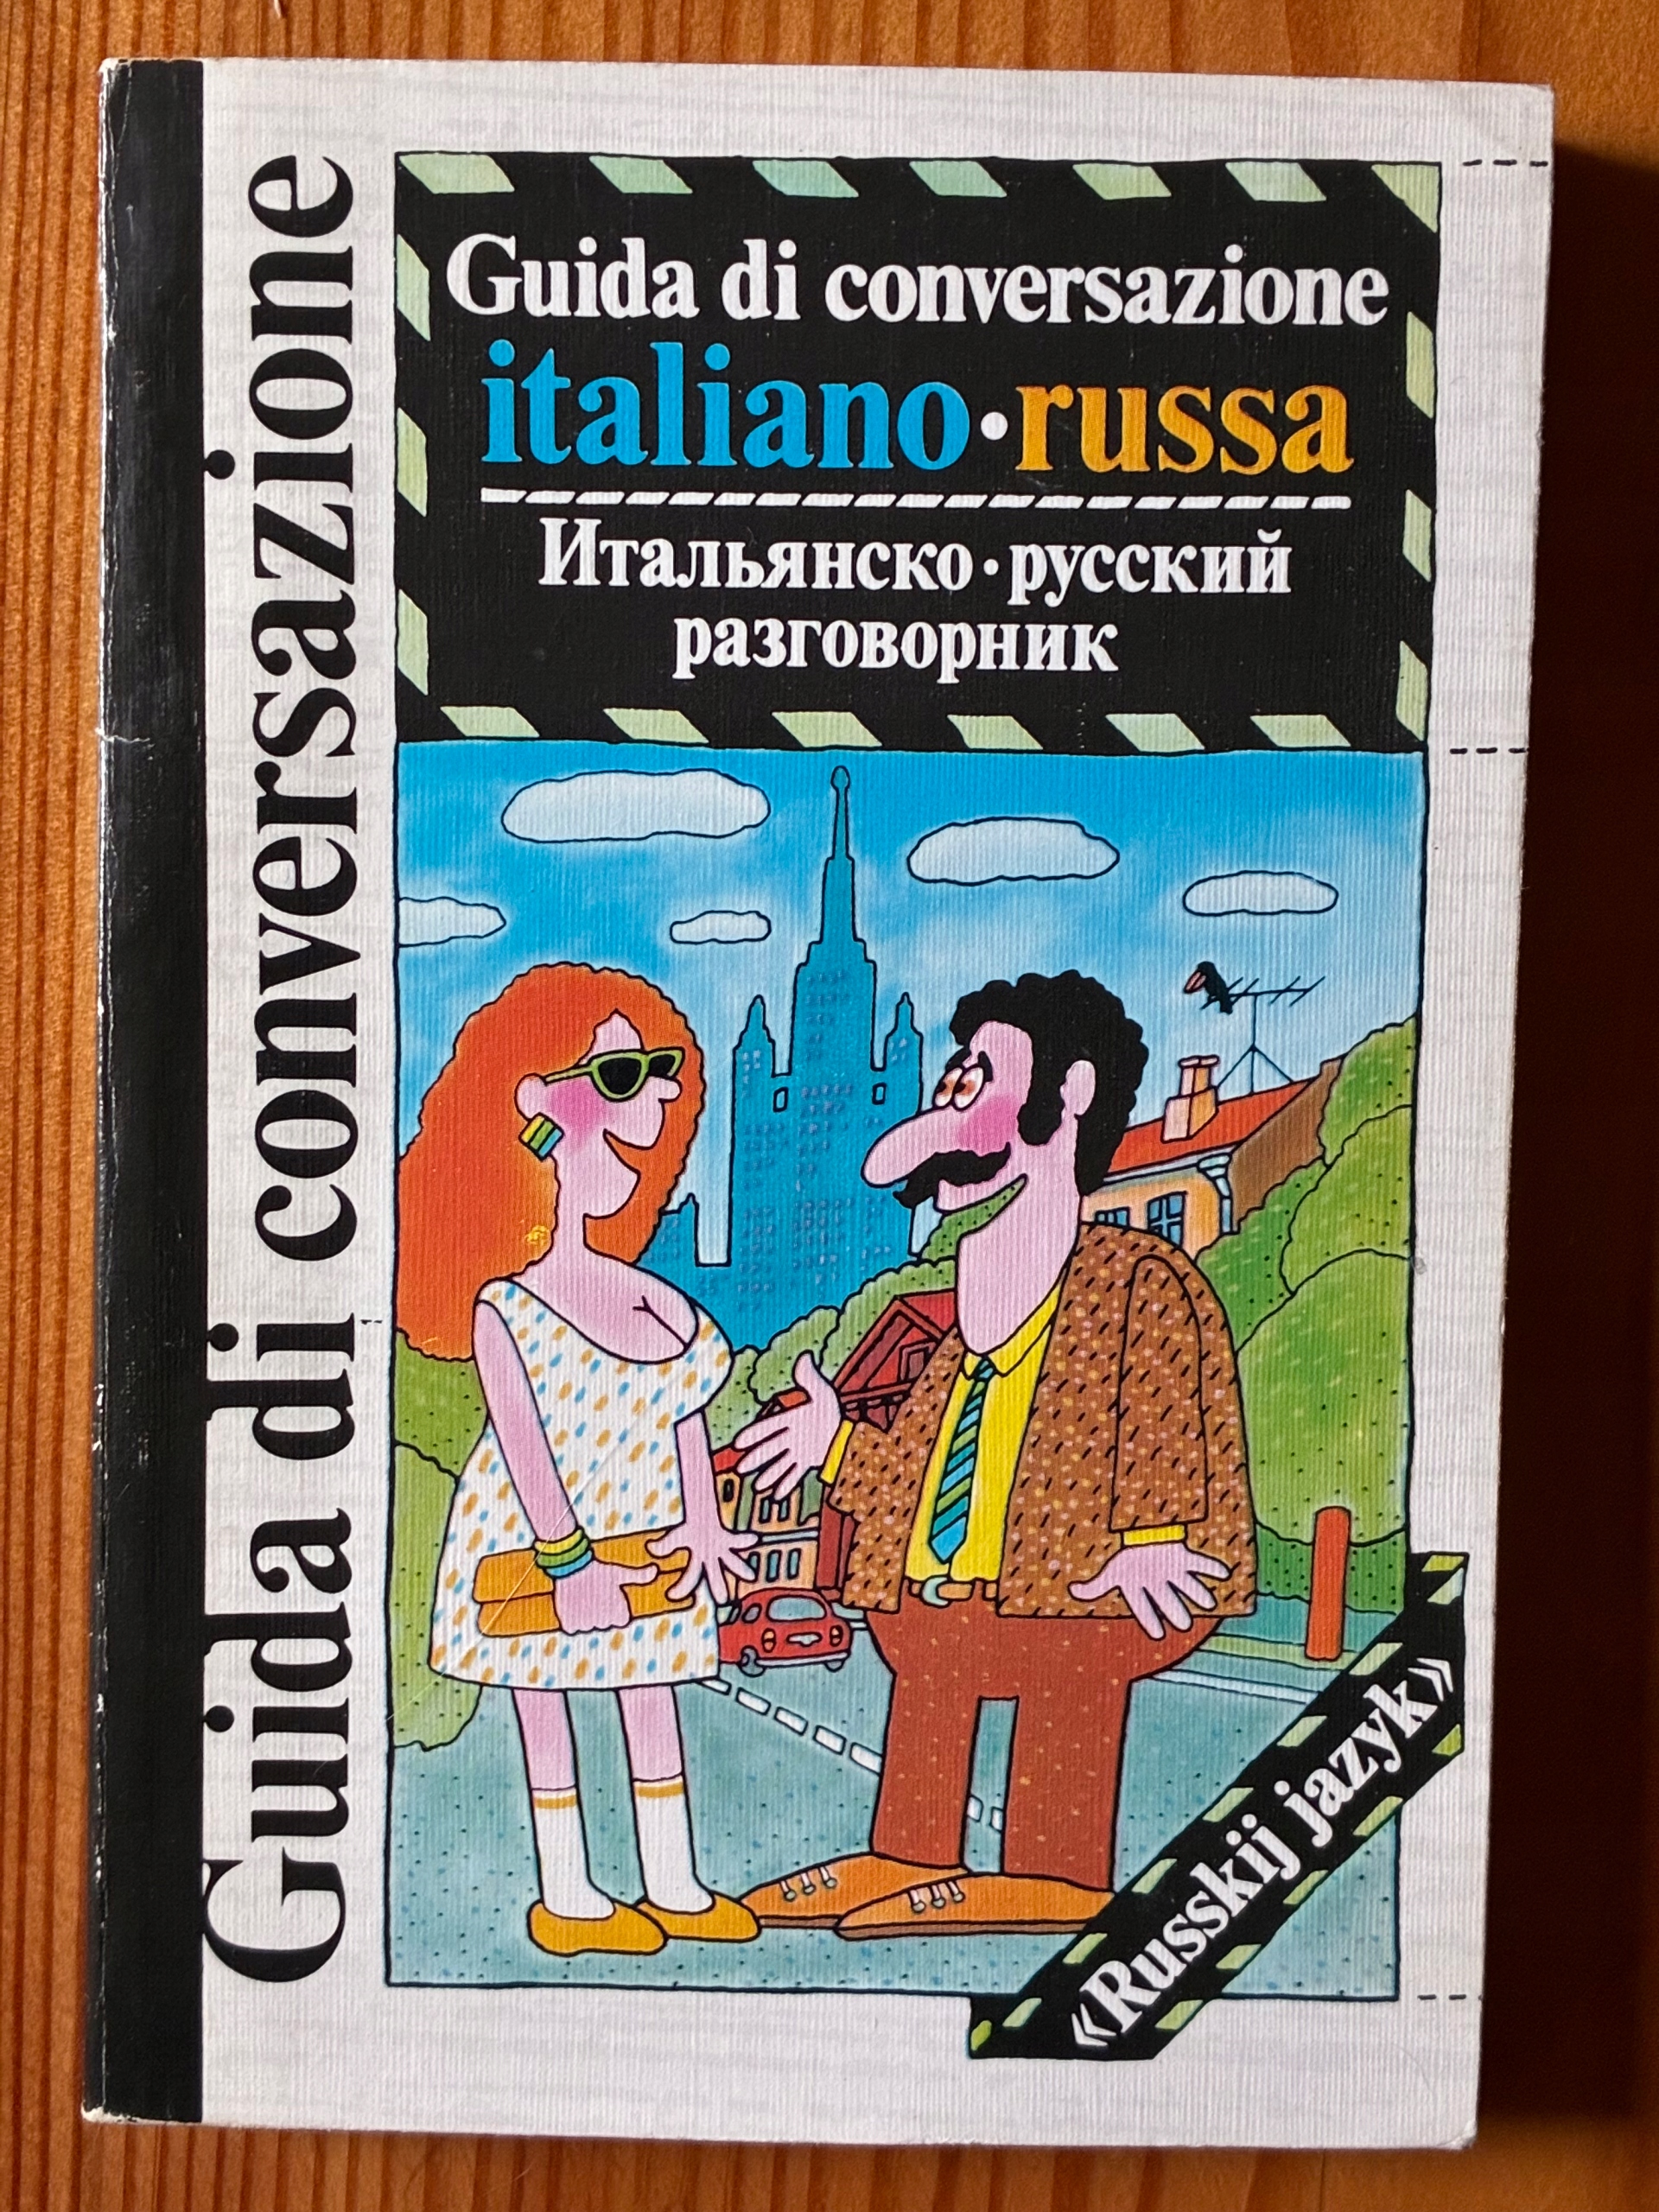 Guida di conversazione
Guida di conversazione
italiano·russa
Итальянско·русский
разговорник
«Russkij jazyk»